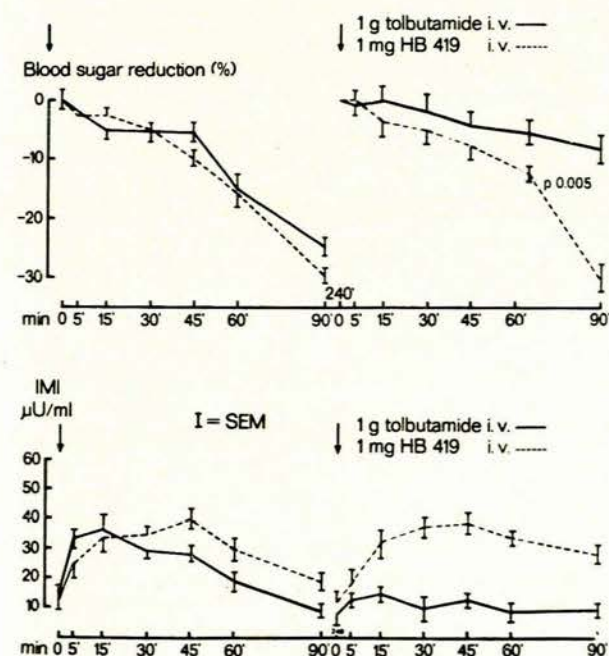 1 g tolbutamide i.v.
1 mg HB 419 i.v.
Blood sugar reduction (%)
0
-10
-20
-30
p 0.005
240'
min 0 5' 15' 30' 45' 60' 90' 0 5' 15' 30' 45' 60' 90'
IMI
µU/ml
I = SEM
1 g tolbutamide i.v.
1 mg HB 419 i.v.
60
50
40
30
20
10
min 0 5' 15' 30' 45' 60' 90' 0 5' 15' 30' 45' 60' 90'